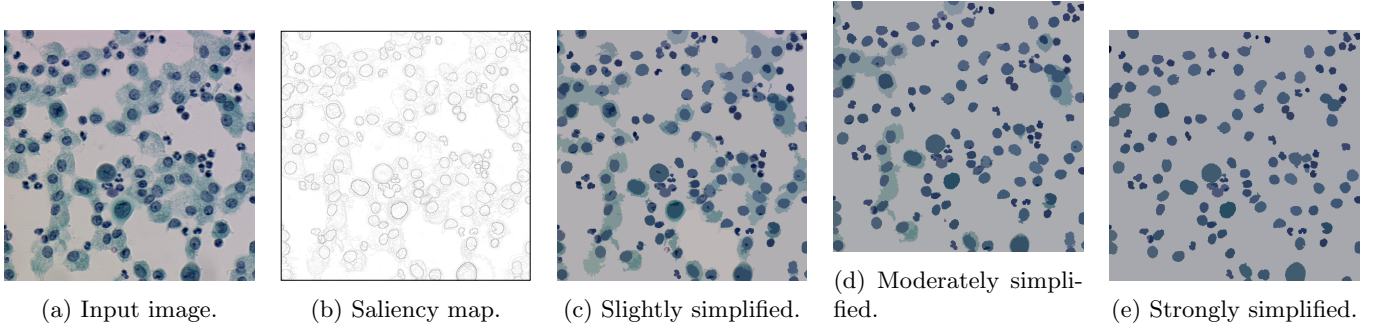 (a) Input image.
(b) Saliency map.
(c) Slightly simplified.
(d) Moderately simpli-
fied.
(e) Strongly simplified.